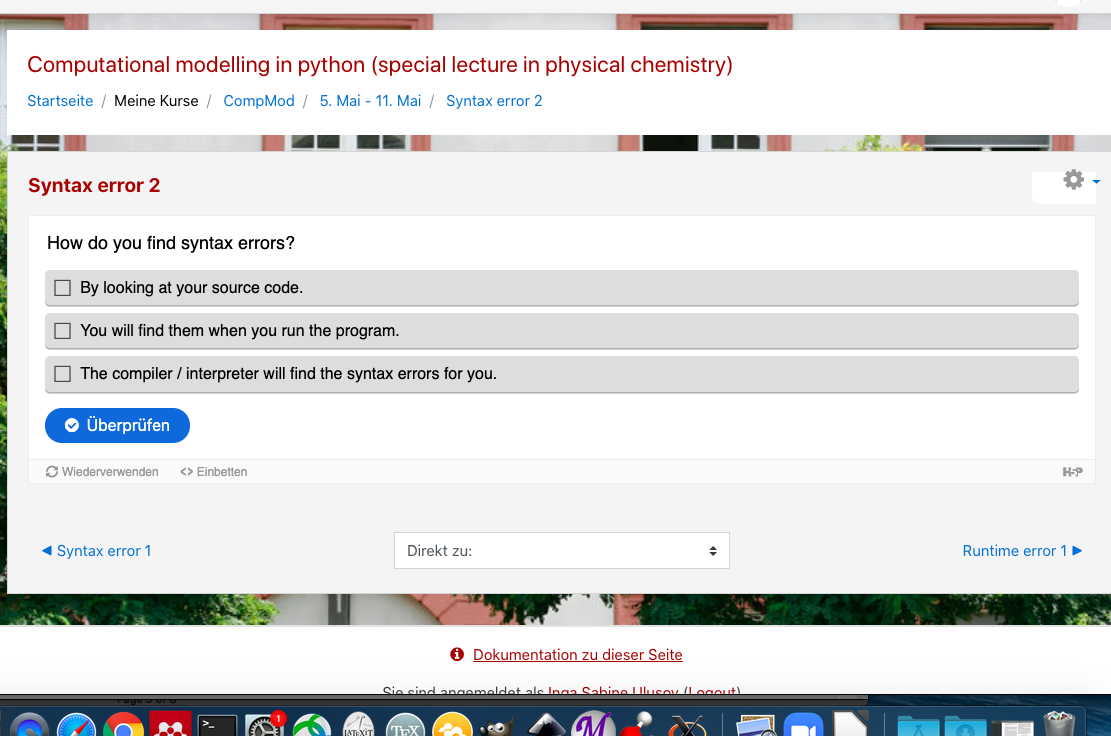 Computational modelling in python (special lecture in physical chemistry)
Startseite / Meine Kurse / CompMod / 5. Mai - 11. Mai / Syntax error 2
Syntax error 2
How do you find syntax errors?
By looking at your source code.
You will find them when you run the program.
The compiler / interpreter will find the syntax errors for you.
Überprüfen
Wiederverwenden <> Einbetten H5P
◀ Syntax error 1 Direkt zu: Runtime error 1 ▶
Dokumentation zu dieser Seite
Sie sind angemeldet als Inga Sabine Ulusoy (Logout)
1
LATEXiT TeX